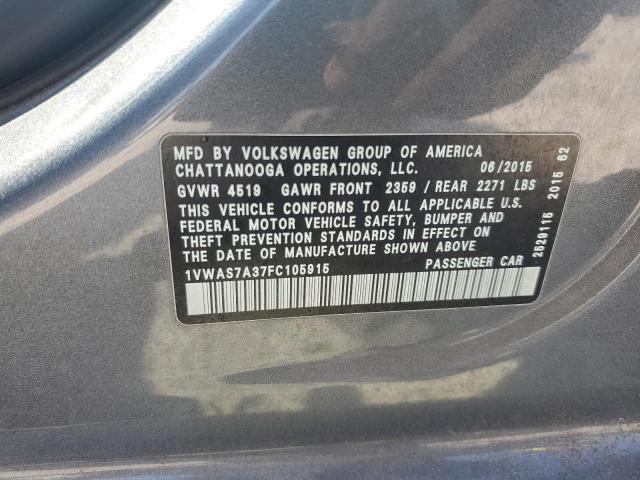 MFD BY VOLKSWAGEN GROUP OF AMERICA
CHATTANOOGA OPERATIONS, LLC. 06/2015
GVWR 4519 GAWR FRONT 2359 / REAR 2271 LBS
THIS VEHICLE CONFORMS TO ALL APPLICABLE U.S.
FEDERAL MOTOR VEHICLE SAFETY, BUMPER AND
THEFT PREVENTION STANDARDS IN EFFECT ON
THE DATE OF MANUFACTURE SHOWN ABOVE
1VWAS7A37FC105915 PASSENGER CAR
2529115 2015 62